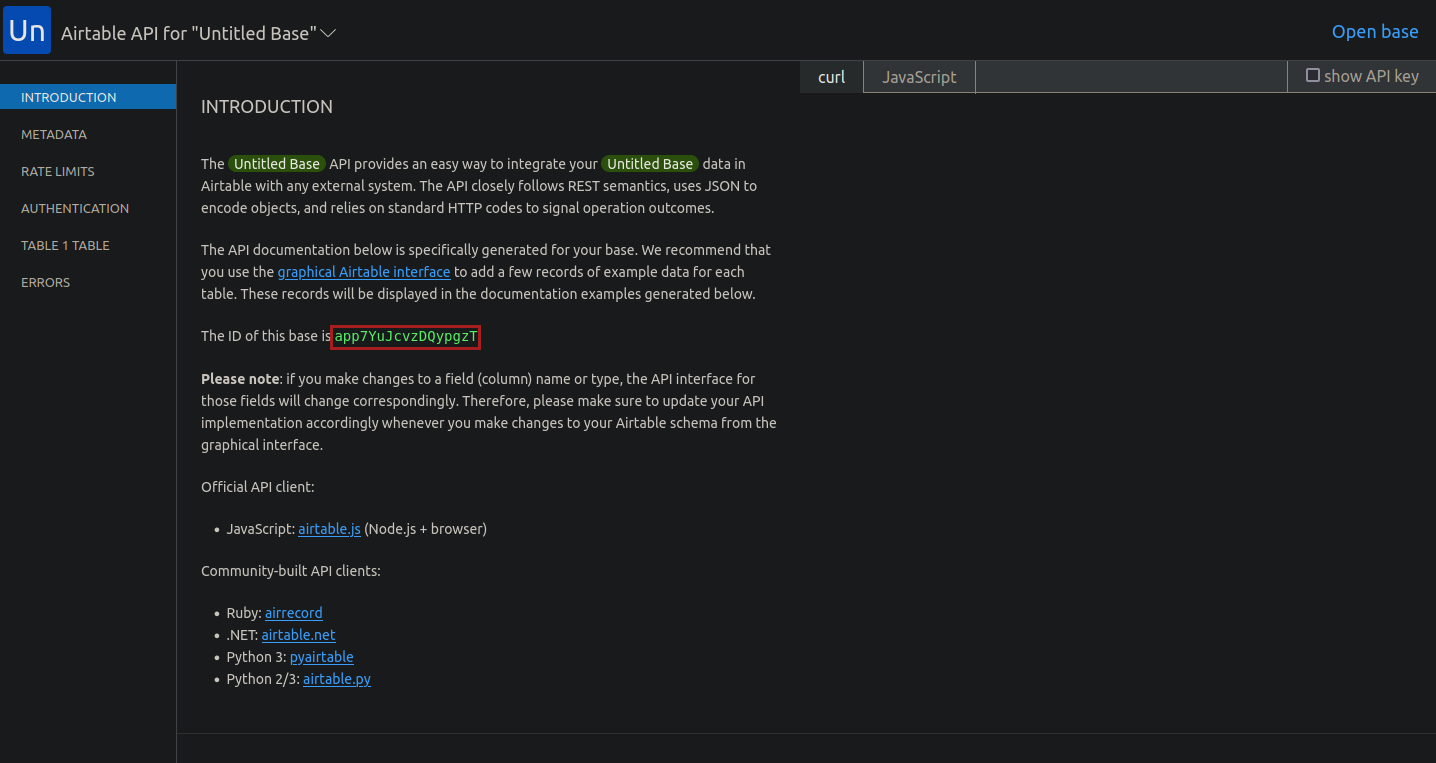 Un Airtable API for "Untitled Base" Open base
INTRODUCTION
METADATA
RATE LIMITS
AUTHENTICATION
TABLE 1 TABLE
ERRORS
curl JavaScript show API key
INTRODUCTION
The Untitled Base API provides an easy way to integrate your Untitled Base data in
Airtable with any external system. The API closely follows REST semantics, uses JSON to
encode objects, and relies on standard HTTP codes to signal operation outcomes.
The API documentation below is specifically generated for your base. We recommend that
you use the graphical Airtable interface to add a few records of example data for each
table. These records will be displayed in the documentation examples generated below.
The ID of this base is app7YuJcvzDQypgzT
Please note: if you make changes to a field (column) name or type, the API interface for
those fields will change correspondingly. Therefore, please make sure to update your API
implementation accordingly whenever you make changes to your Airtable schema from the
graphical interface.
Official API client:
• JavaScript: airtable.js (Node.js + browser)
Community-built API clients:
• Ruby: airrecord
• .NET: airtable.net
• Python 3: pyairtable
• Python 2/3: airtable.py